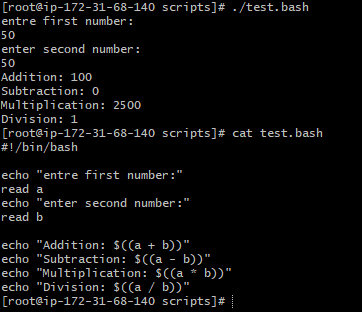 [root@ip-172-31-68-140 scripts]# ./test.bash
entre first number:
50
enter second number:
50
Addition: 100
Subtraction: 0
Multiplication: 2500
Division: 1
[root@ip-172-31-68-140 scripts]# cat test.bash
#!/bin/bash

echo "entre first number:"
read a
echo "enter second number:"
read b

echo "Addition: $((a + b))"
echo "Subtraction: $((a - b))"
echo "Multiplication: $((a * b))"
echo "Division: $((a / b))"
[root@ip-172-31-68-140 scripts]#